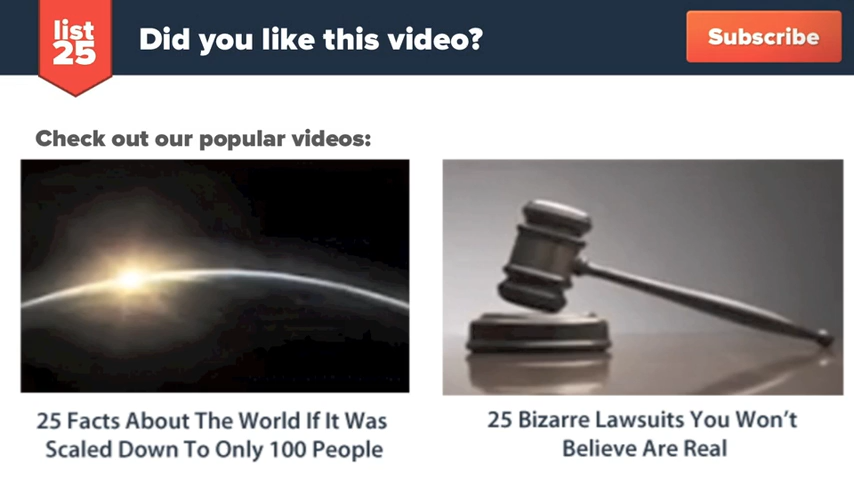 list
25
Did you like this video?
Subscribe
Check out our popular videos:
25 Facts About The World If It Was
Scaled Down To Only 100 People
25 Bizarre Lawsuits You Won't
Believe Are Real